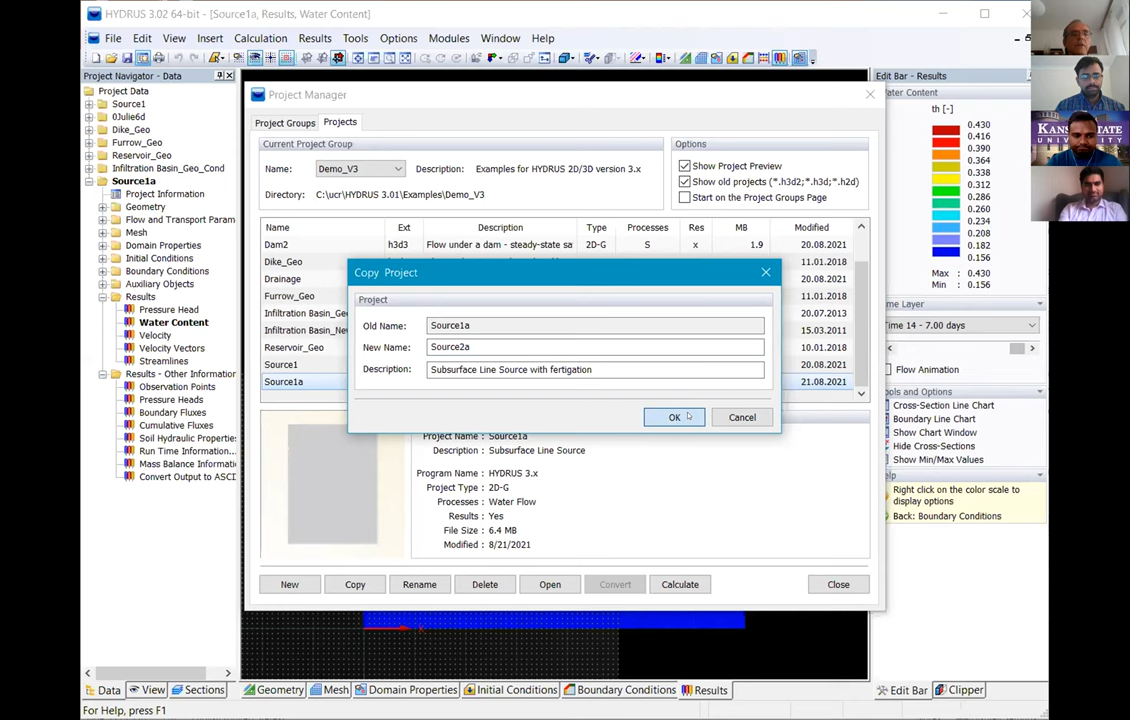 HYDRUS 3.02 64-bit - [Source1a, Results, Water Content]
File Edit View Insert Calculation Results Tools Options Modules Window Help
Project Navigator - Data
Project Data
Source1
0Julie6d
Dike_Geo
Furrow_Geo
Reservoir_Geo
Infiltration Basin_Geo_Cond
Source1a
Project Information
Geometry
Flow and Transport Param
Mesh
Domain Properties
Initial Conditions
Boundary Conditions
Auxiliary Objects
Results
Pressure Head
Water Content
Velocity
Velocity Vectors
Streamlines
Results - Other Information
Observation Points
Pressure Heads
Boundary Fluxes
Cumulative Fluxes
Soil Hydraulic Propertie
Run Time Information...
Mass Balance Informatio
Convert Output to ASCI
Data View Sections
Project Manager
Project Groups Projects
Current Project Group
Name: Demo_V3 Description: Examples for HYDRUS 2D/3D version 3.x
Directory: C:\ucr\HYDRUS 3.01\Examples\Demo_V3
Options
Show Project Preview
Show old projects (*.h3d2;*.h3d;*.h2d)
Start on the Project Groups Page
Name Ext Description Type Processes Res MB Modified
Dam2 h3d3 Flow under a dam - steady-state sa 2D-G S x 1.9 20.08.2021
Dike_Geo 11.01.2018
Drainage 20.08.2021
Furrow_Geo 11.01.2018
Infiltration Basin_Geo 20.07.2013
Infiltration Basin_Ne 15.03.2011
Reservoir_Geo 10.01.2018
Source1 20.08.2021
Source1a 21.08.2021
Copy Project
Project
Old Name: Source1a
New Name: Source2a
Description: Subsurface Line Source with fertigation
OK Cancel
Project Name : Source1a
Description : Subsurface Line Source
Program Name : HYDRUS 3.x
Project Type : 2D-G
Processes : Water Flow
Results : Yes
File Size : 6.4 MB
Modified : 8/21/2021
New Copy Rename Delete Open Convert Calculate Close
X
Geometry Mesh Domain Properties Initial Conditions Boundary Conditions Results
Edit Bar - Results
Water Content
th [-]
0.430
0.416
0.390
0.364
0.338
0.312
0.286
0.260
0.234
0.208
0.182
0.156
Max : 0.430
Min : 0.156
me Layer
Time 14 - 7.00 days
Flow Animation
ools and Options
Cross-Section Line Chart
Boundary Line Chart
Show Chart Window
Hide Cross-Sections
Show Min/Max Values
elp
Right click on the color scale to
display options
Back: Boundary Conditions
Edit Bar Clipper
For Help, press F1